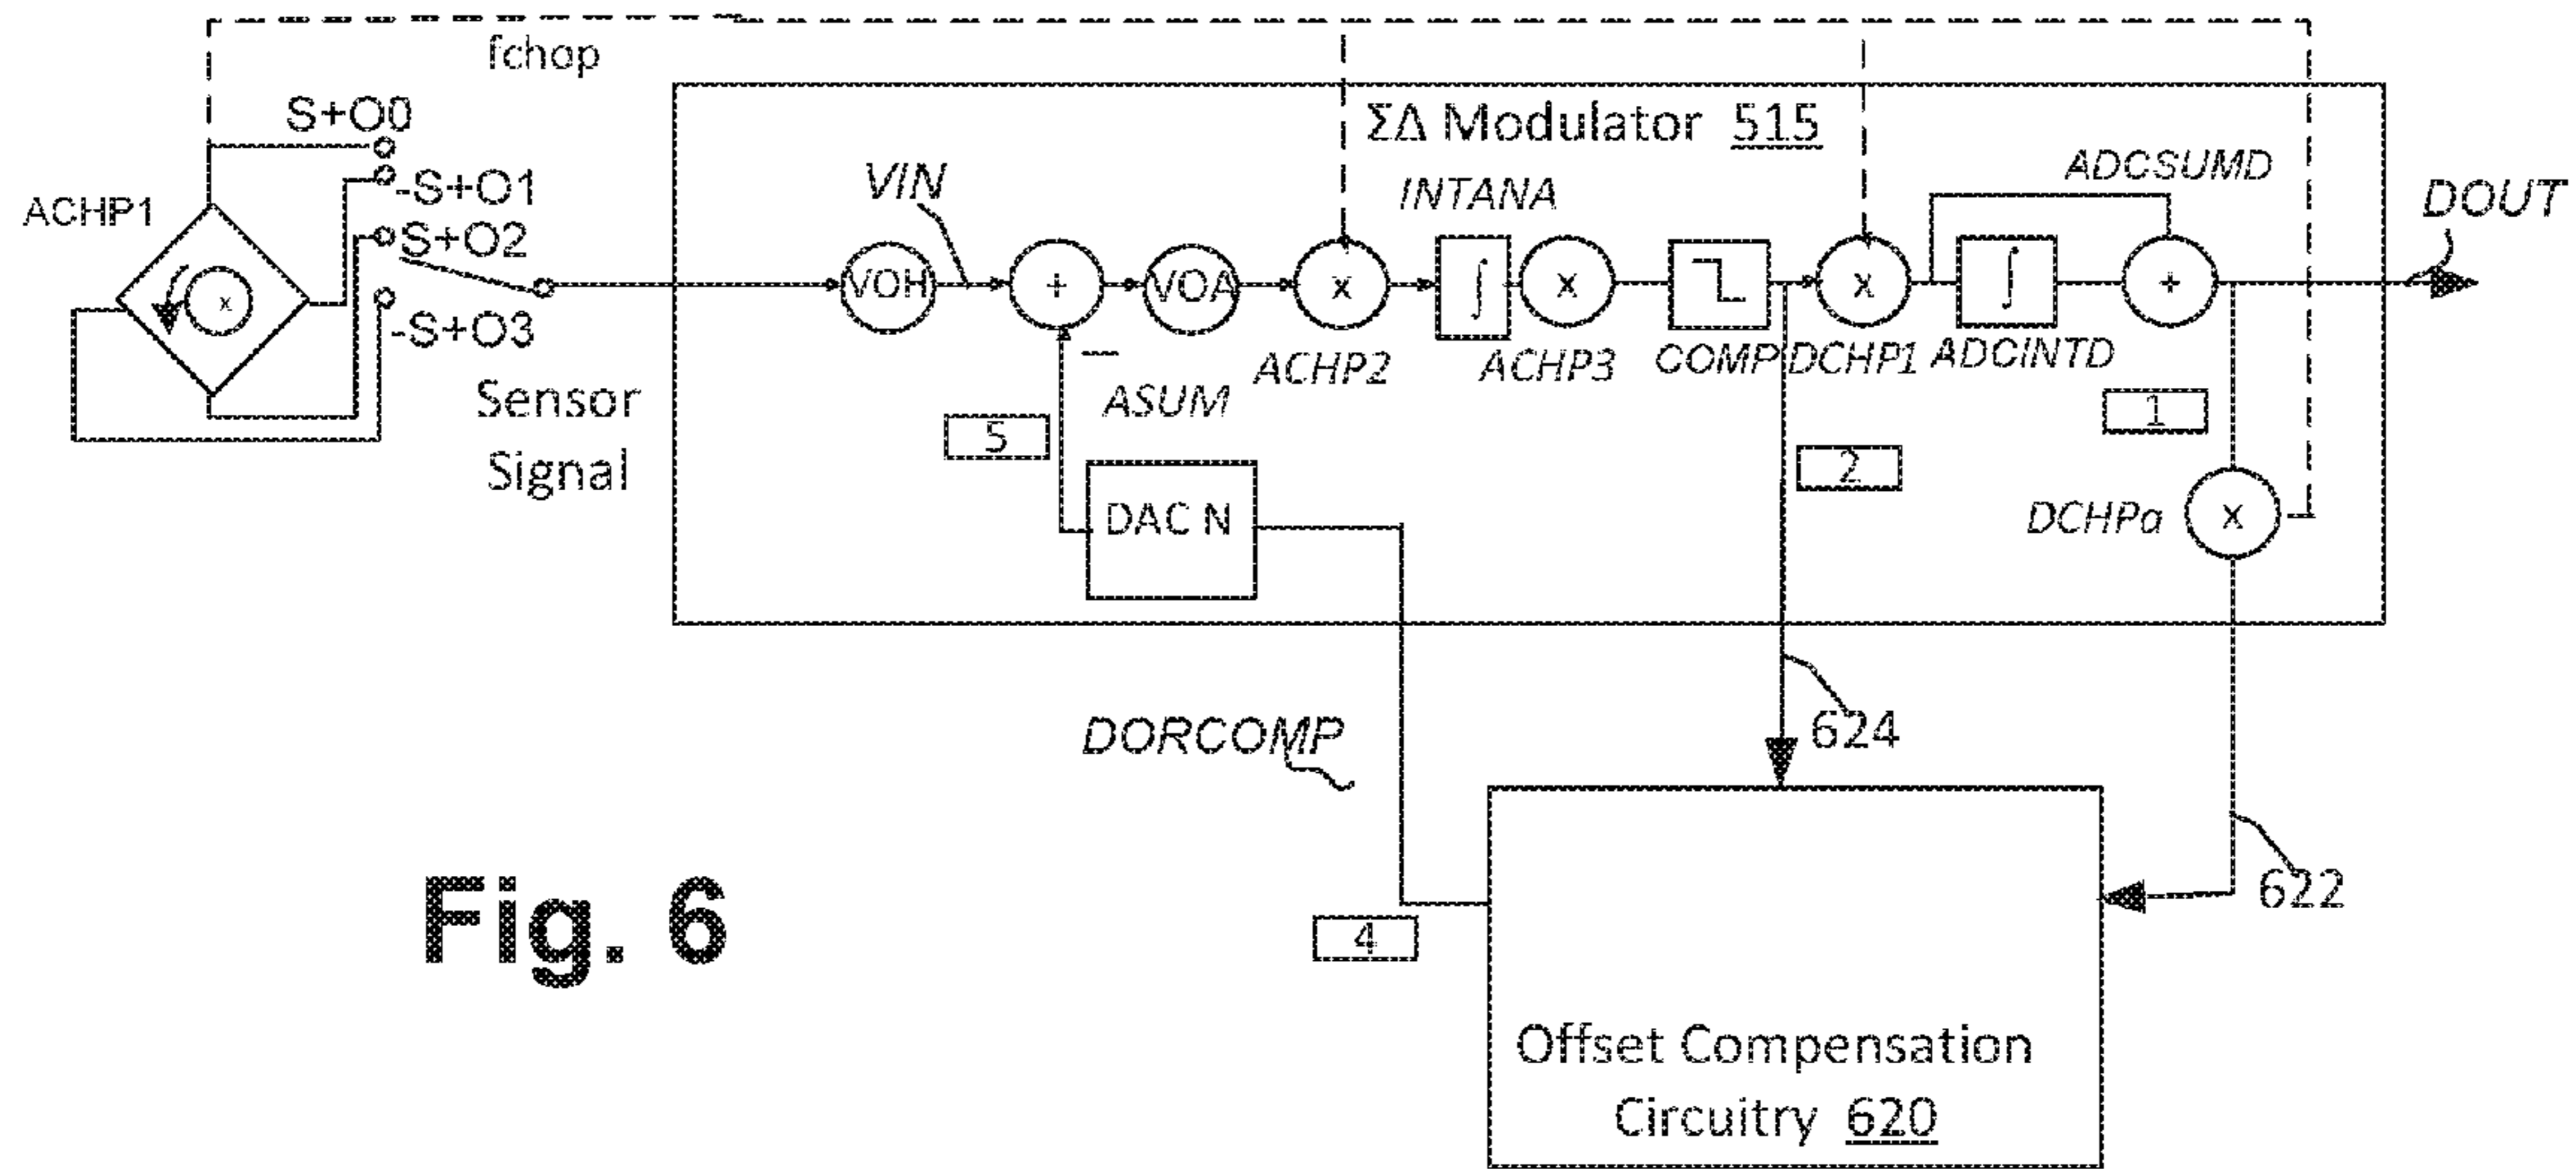 fchop
S+O0
-S+O1
S+O2
-S+O3
ACHP1
x
Sensor
Signal
ΣΔ Modulator 515
VIN
VOH
+
VOA
x
INTANA
∫
x
ADCSUMD
x
∫
+
DOUT
ASUM
ACHP2
ACHP3
COMP
DCHP1
ADCINTD
5
DAC N
2
1
DCHPa
x
DORCOMP
624
622
4
Offset Compensation
Circuitry 620
Fig. 6